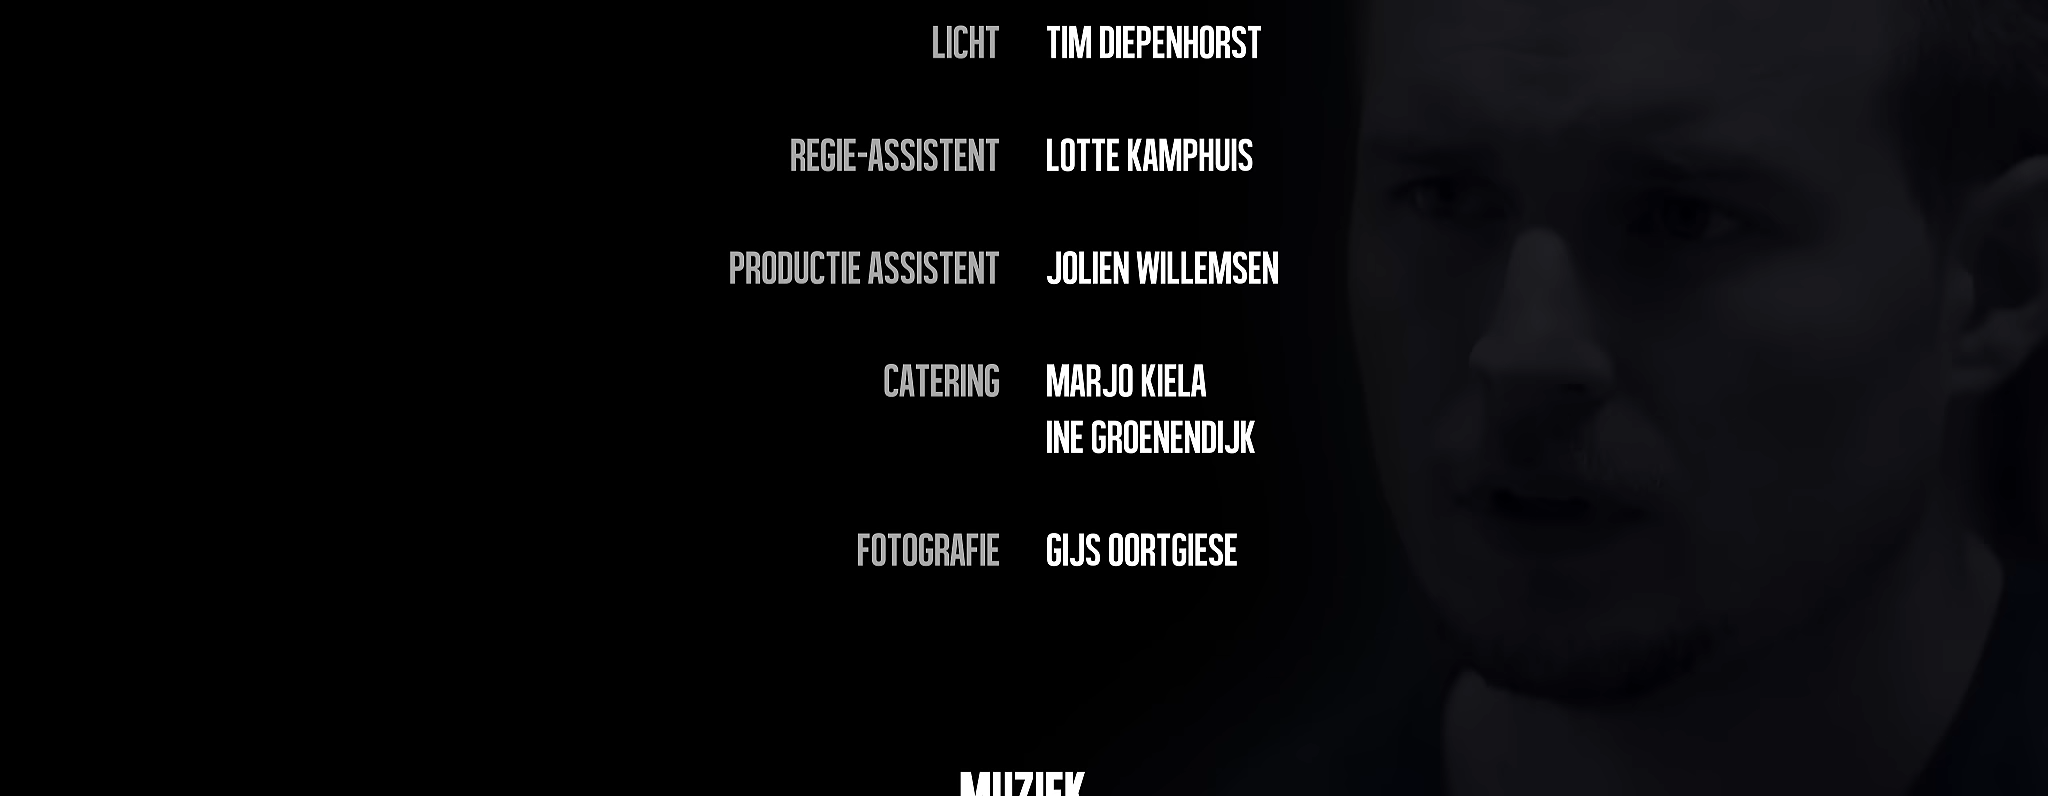 LICHT TIM DIEPENHORST
REGIE-ASSISTENT LOTTE KAMPHUIS
PRODUCTIE ASSISTENT JOLIEN WILLEMSEN
CATERING MARJO KIELA
INE GROENENDIJK
FOTOGRAFIE GIJS OORTGIESE
MUZIEK